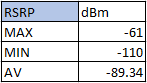 RSRP dBm
MAX -61
MIN -110
AV -89.34